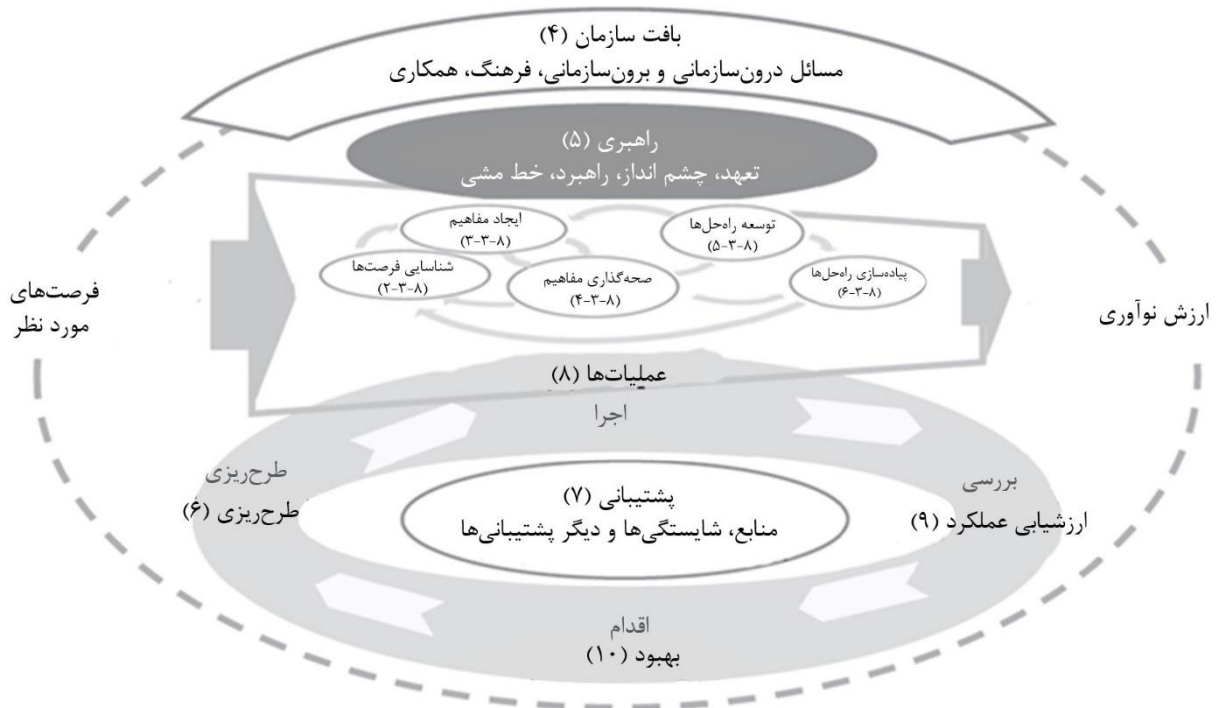 بافت سازمان (۴)
مسائل درون‌سازمانی و برون‌سازمانی، فرهنگ، همکاری
راهبری (۵)
تعهد، چشم انداز، راهبرد، خط مشی
ایجاد مفاهیم
(۸-۳-۳)
توسعه راه‌حل‌ها
(۸-۳-۵)
شناسایی فرصت‌ها
(۸-۳-۲)
صحه‌گذاری مفاهیم
(۸-۳-۴)
پیاده‌سازی راه‌حل‌ها
(۸-۳-۶)
فرصت‌های
مورد نظر
ارزش نوآوری
عملیات‌ها (۸)
اجرا
طرح‌ریزی
طرح‌ریزی (۶)
پشتیبانی (۷)
منابع، شایستگی‌ها و دیگر پشتیبانی‌ها
بررسی
ارزشیابی عملکرد (۹)
اقدام
بهبود (۱۰)